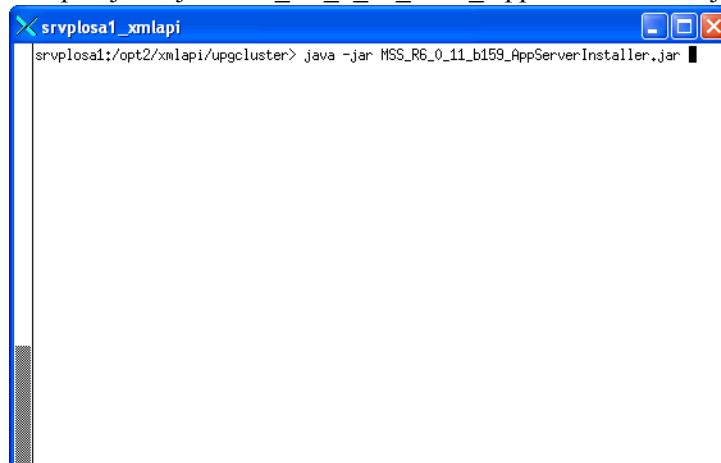 srvplosa1_xmlapi
srvplosa1:/opt2/xmlapi/upgcluster> java -jar MSS_R6_0_11_b159_AppServerInstaller.jar